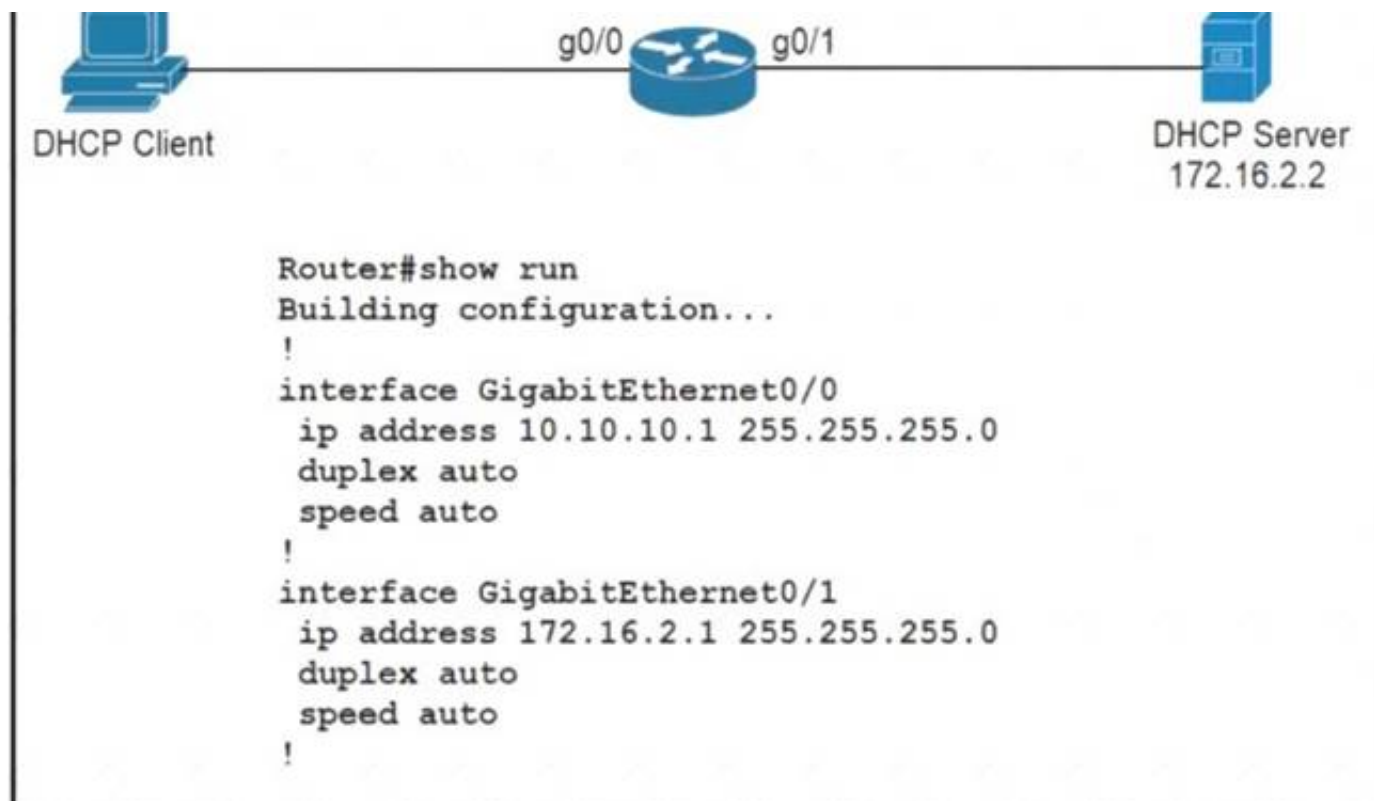 g0/0
g0/1
DHCP Client
DHCP Server
172.16.2.2
Router#show run
Building configuration...
!
interface GigabitEthernet0/0
 ip address 10.10.10.1 255.255.255.0
 duplex auto
 speed auto
!
interface GigabitEthernet0/1
 ip address 172.16.2.1 255.255.255.0
 duplex auto
 speed auto
!